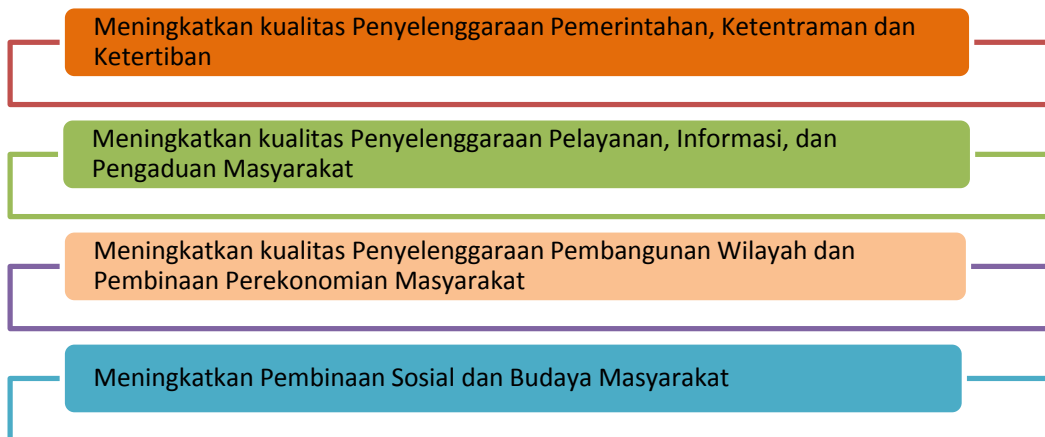 Meningkatkan kualitas Penyelenggaraan Pemerintahan, Ketentraman dan
Ketertiban
Meningkatkan kualitas Penyelenggaraan Pelayanan, Informasi, dan
Pengaduan Masyarakat
Meningkatkan kualitas Penyelenggaraan Pembangunan Wilayah dan
Pembinaan Perekonomian Masyarakat
Meningkatkan Pembinaan Sosial dan Budaya Masyarakat